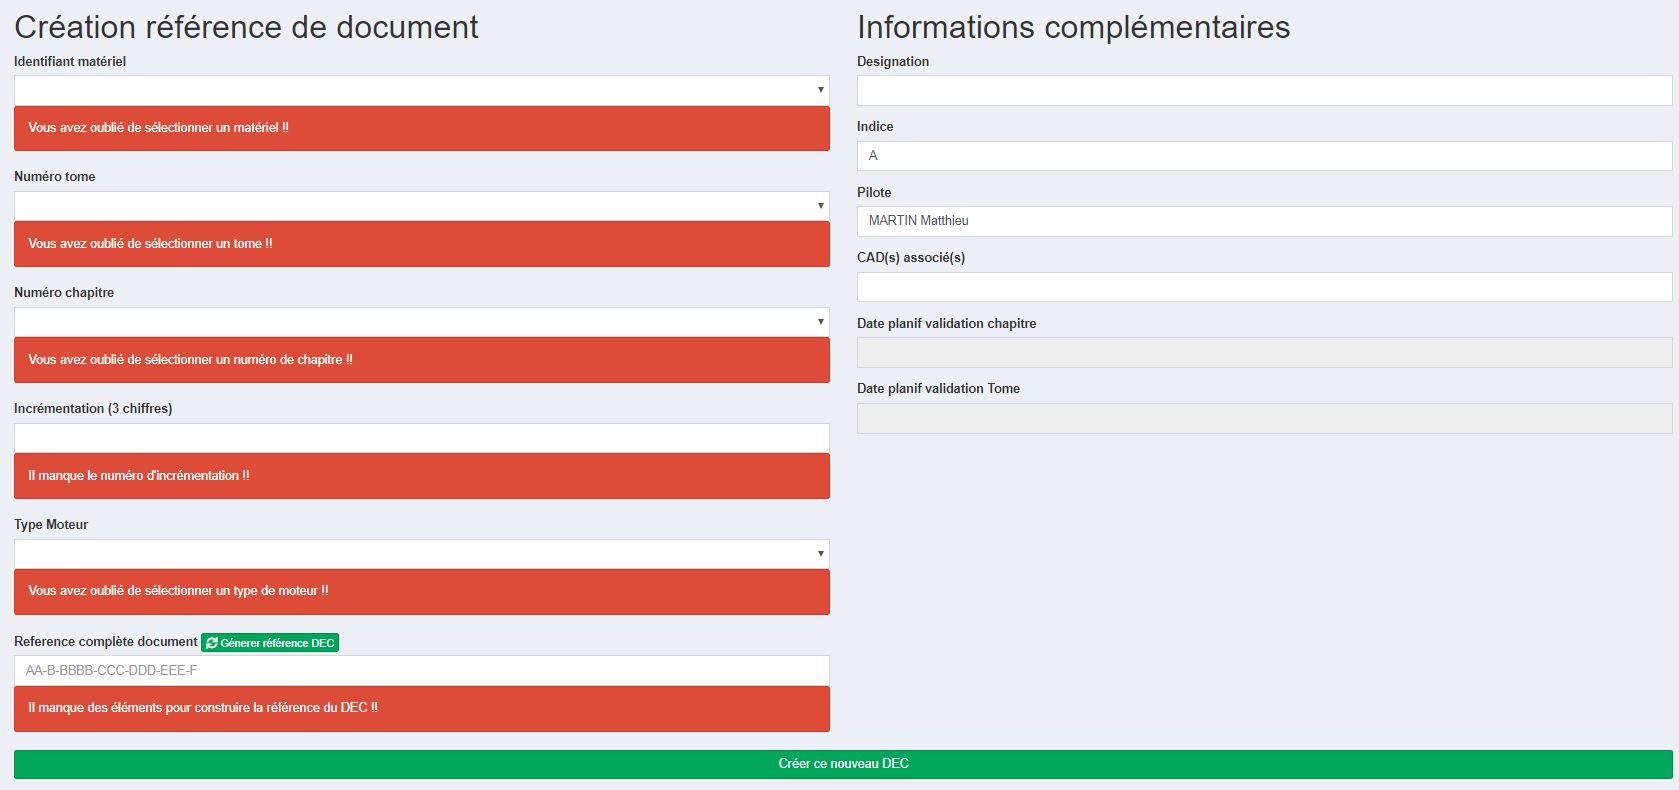 Création référence de document
Identifiant matériel
Vous avez oublié de sélectionner un matériel !!
Numéro tome
Vous avez oublié de sélectionner un tome !!
Numéro chapitre
Vous avez oublié de sélectionner un numéro de chapitre !!
Incrémentation (3 chiffres)
Il manque le numéro d'incrémentation !!
Type Moteur
Vous avez oublié de sélectionner un type de moteur !!
Reference complète document Génerer référence DEC
AA-B-BBBB-CCC-DDD-EEE-F
Il manque des éléments pour construire la référence du DEC !!
Informations complémentaires
Designation
Indice
A
Pilote
MARTIN Matthieu
CAD(s) associé(s)
Date planif validation chapitre
Date planif validation Tome
Créer ce nouveau DEC